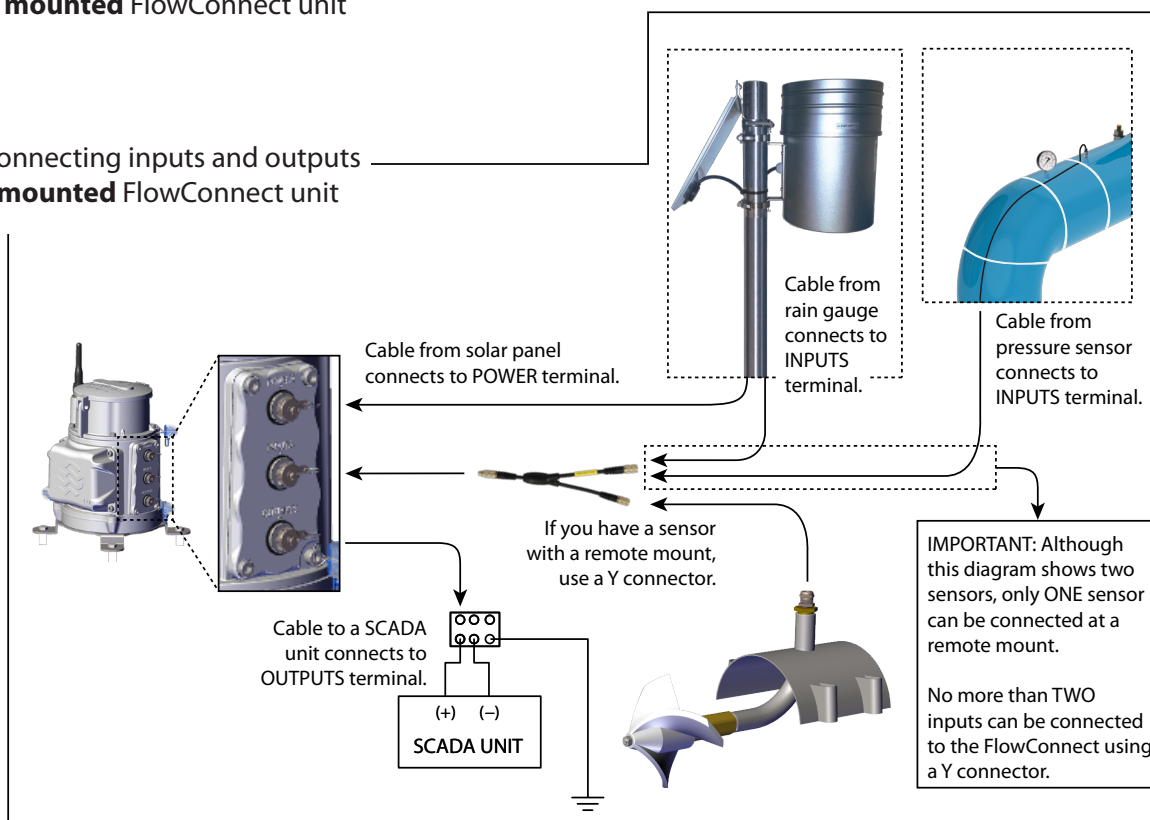 mounted FlowConnect unit
onnecting inputs and outputs
mounted FlowConnect unit
Cable from
rain gauge
connects to
INPUTS
terminal.
Cable from
pressure sensor
connects to
INPUTS terminal.
Cable from solar panel
connects to POWER terminal.
POWER
INPUTS
OUTPUTS
If you have a sensor
with a remote mount,
use a Y connector.
IMPORTANT: Although
this diagram shows two
sensors, only ONE sensor
can be connected at a
remote mount.
No more than TWO
inputs can be connected
to the FlowConnect using
a Y connector.
Cable to a SCADA
unit connects to
OUTPUTS terminal.
(+) (−)
SCADA UNIT